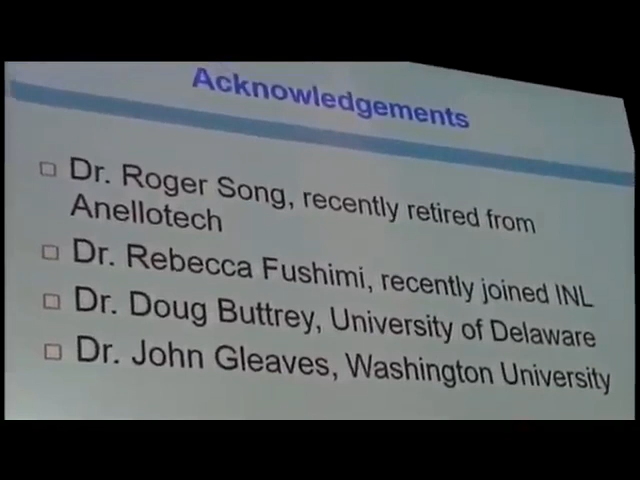 Acknowledgements
Dr. Roger Song, recently retired from
Anellotech
Dr. Rebecca Fushimi, recently joined INL
Dr. Doug Buttrey, University of Delaware
Dr. John Gleaves, Washington University